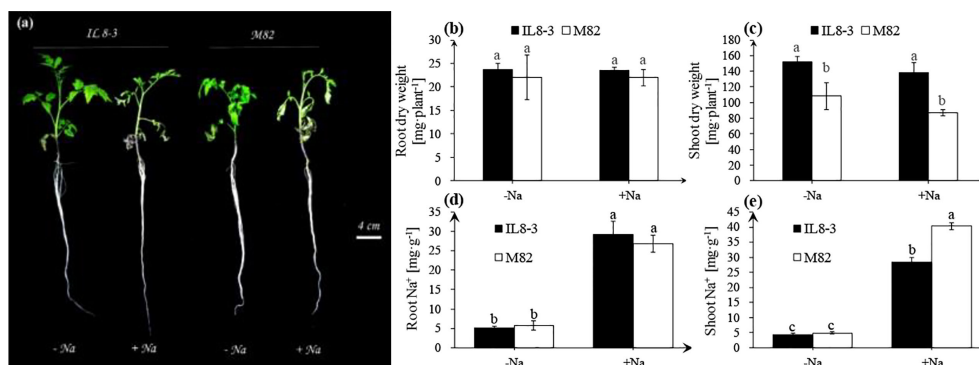 (a)
IL 8-3
M82
4 cm
- Na
+ Na
-Na
+ Na
(b)
IL8-3
M82
Root dry weight
[mg·plant⁻¹]
30
25
20
15
10
5
0
a
a
a
a
-Na
+Na
(c)
IL8-3
M82
Shoot dry weight
[mg·plant⁻¹]
180
160
140
120
100
80
60
40
20
0
a
b
a
b
-Na
+Na
(d)
IL8-3
M82
Root Na⁺ [mg·g⁻¹]
35
30
25
20
15
10
5
0
b
b
a
a
-Na
+Na
(e)
IL8-3
M82
Shoot Na⁺ [mg·g⁻¹]
45
40
35
30
25
20
15
10
5
0
c
c
b
a
-Na
+Na